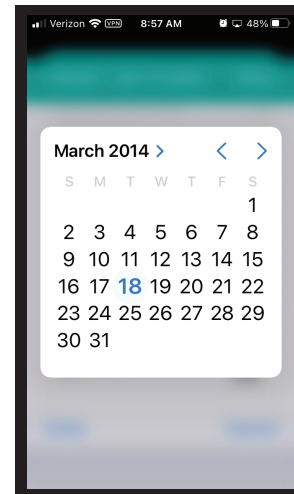 Verizon VPN 8:57 AM 48%
March 2014
S M T W T F S
1
2 3 4 5 6 7 8
9 10 11 12 13 14 15
16 17 18 19 20 21 22
23 24 25 26 27 28 29
30 31